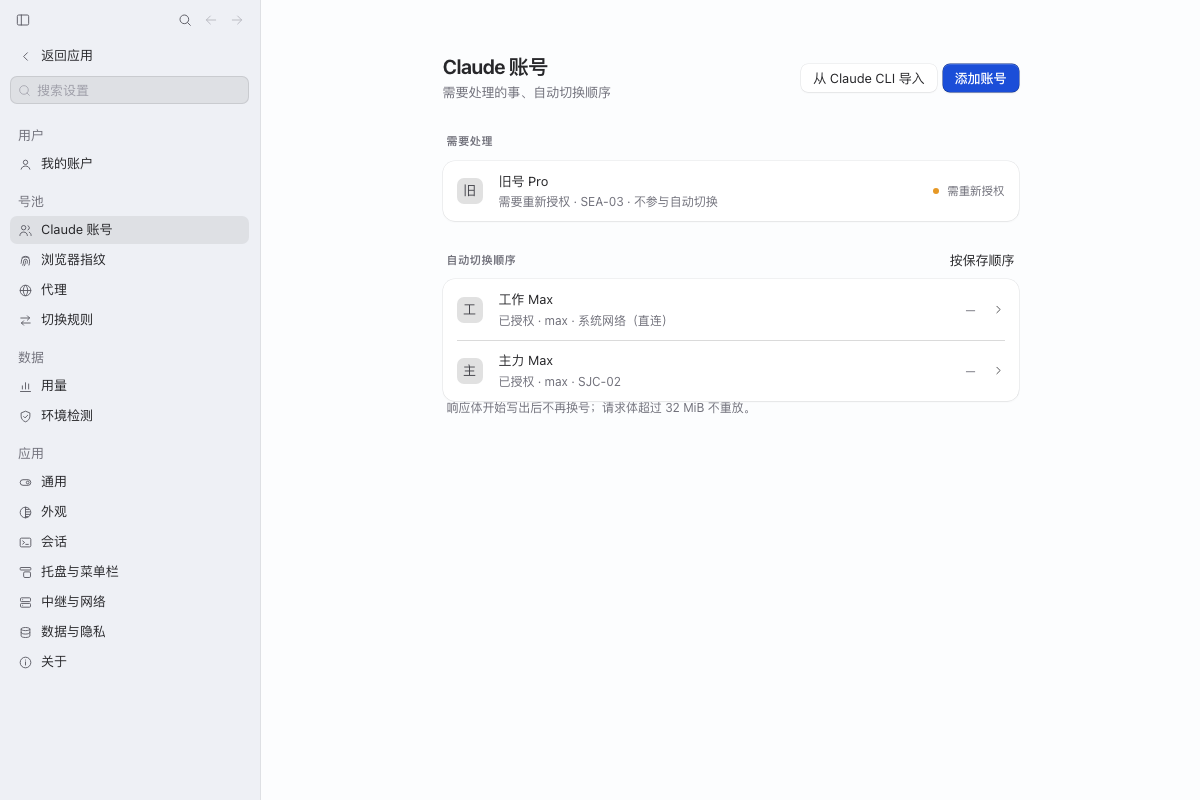 返回应用
搜索设置
用户
我的账户
号池
Claude 账号
浏览器指纹
代理
切换规则
数据
用量
环境检测
应用
通用
外观
会话
托盘与菜单栏
中继与网络
数据与隐私
关于
Claude 账号
需要处理的事、自动切换顺序
从 Claude CLI 导入
添加账号
需要处理
旧
旧号 Pro
需要重新授权 · SEA-03 · 不参与自动切换
需重新授权
自动切换顺序
按保存顺序
工
工作 Max
已授权 · max · 系统网络（直连）
—
主
主力 Max
已授权 · max · SJC-02
—
响应体开始写出后不再换号；请求体超过 32 MiB 不重放。